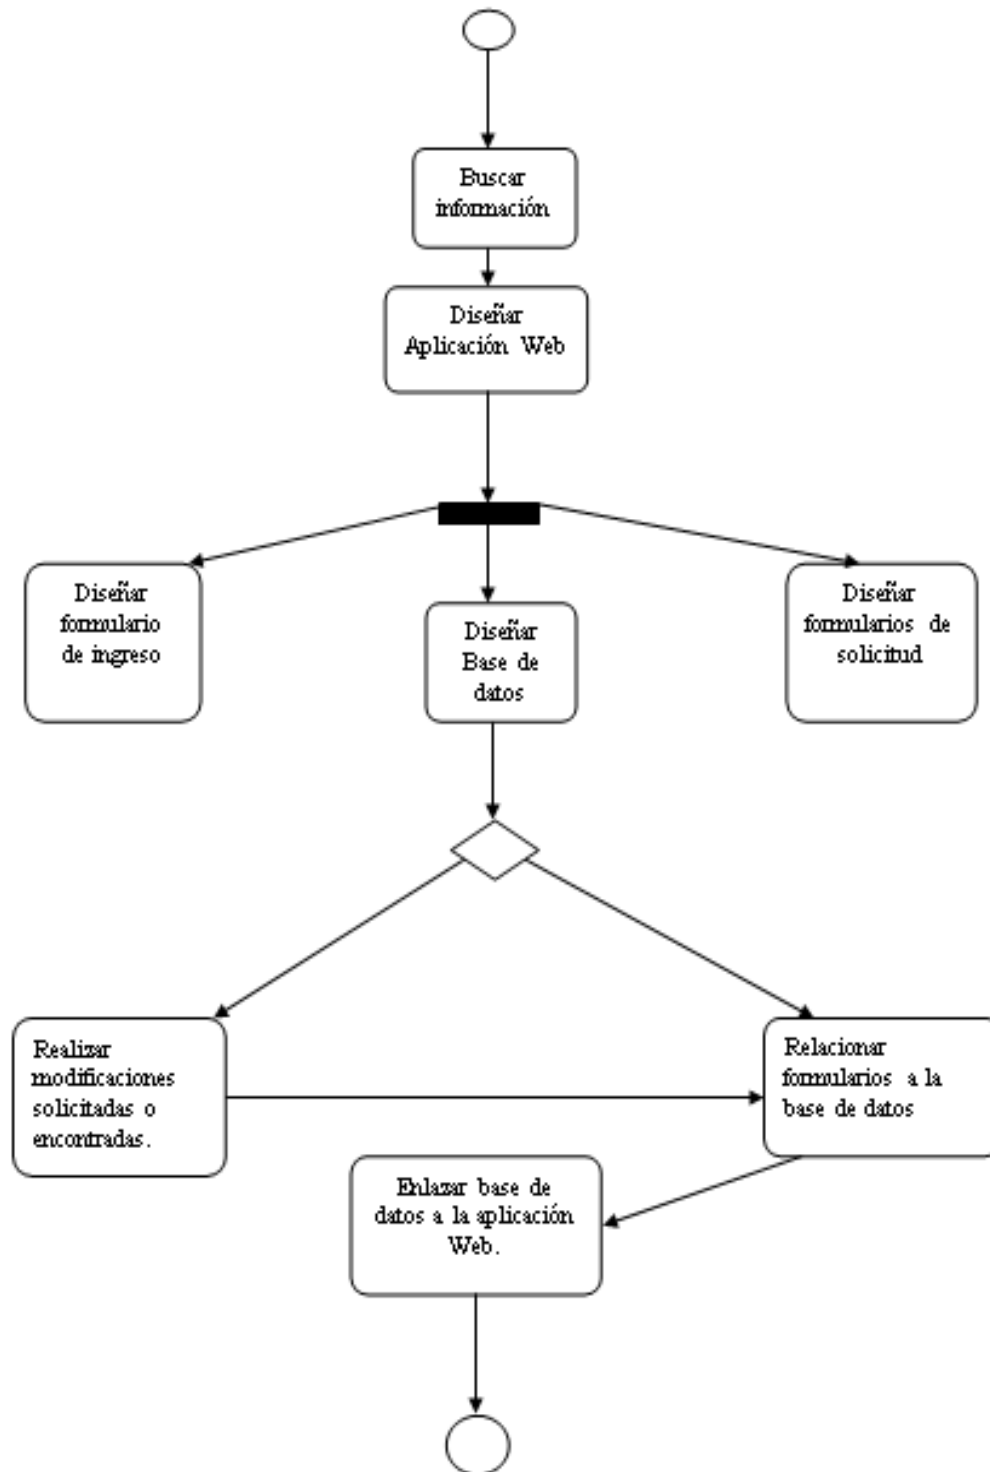 Buscar
información
Diseñar
Aplicación Web
Diseñar
formulario
de ingreso
Diseñar
Base de
datos
Diseñar
formularios de
solicitud
Realizar
modificaciones
solicitadas o
encontradas.
Relacionar
formularios a la
base de datos
Enlazar base de
datos a la aplicación
Web.